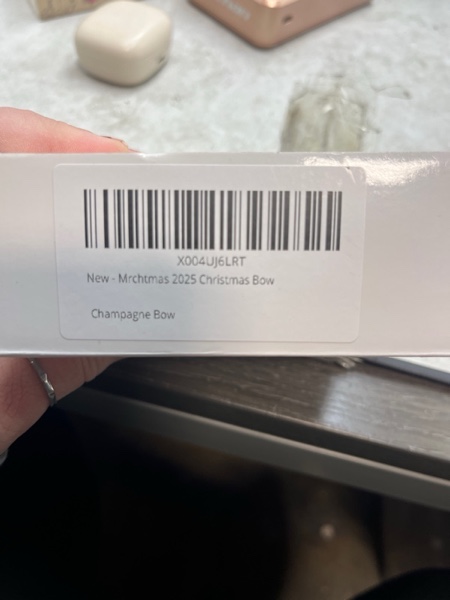 X004UJ6LRT
New - Mrchtmas 2025 Christmas Bow
Champagne Bow